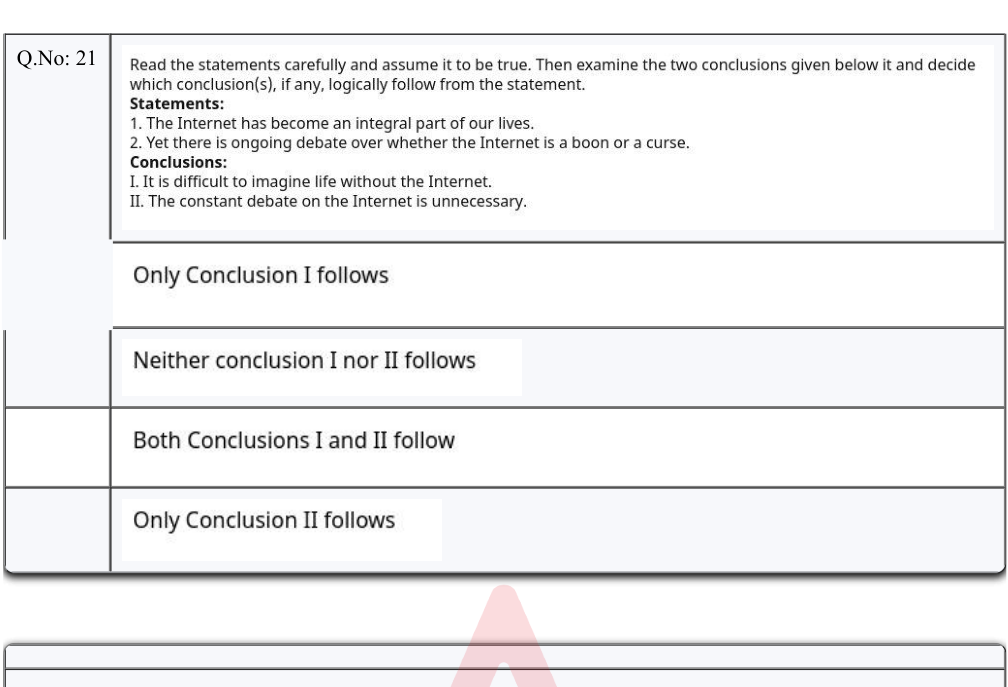 Q.No: 21
Read the statements carefully and assume it to be true. Then examine the two conclusions given below it and decide
which conclusion(s), if any, logically follow from the statement.
Statements:
1. The Internet has become an integral part of our lives.
2. Yet there is ongoing debate over whether the Internet is a boon or a curse.
Conclusions:
I. It is difficult to imagine life without the Internet.
II. The constant debate on the Internet is unnecessary.
Only Conclusion I follows
Neither conclusion I nor II follows
Both Conclusions I and II follow
Only Conclusion II follows